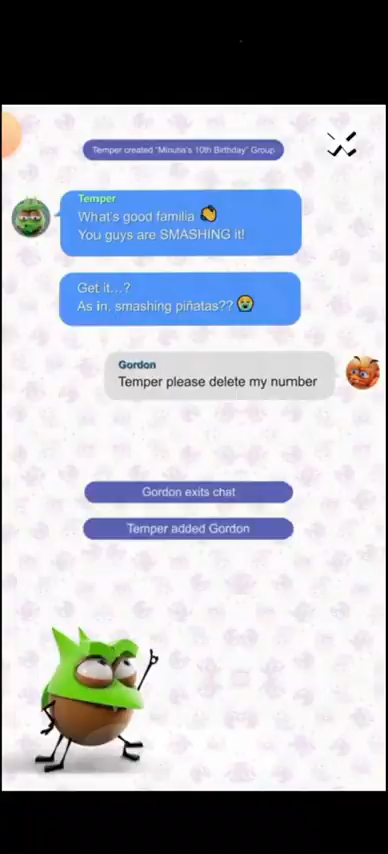 Temper created "Minutia's 10th Birthday" Group
Temper
What's good familia 👏
You guys are SMASHING it!
Get it...?
As in, smashing piñatas?? 😭
Gordon
Temper please delete my number
Gordon exits chat
Temper added Gordon